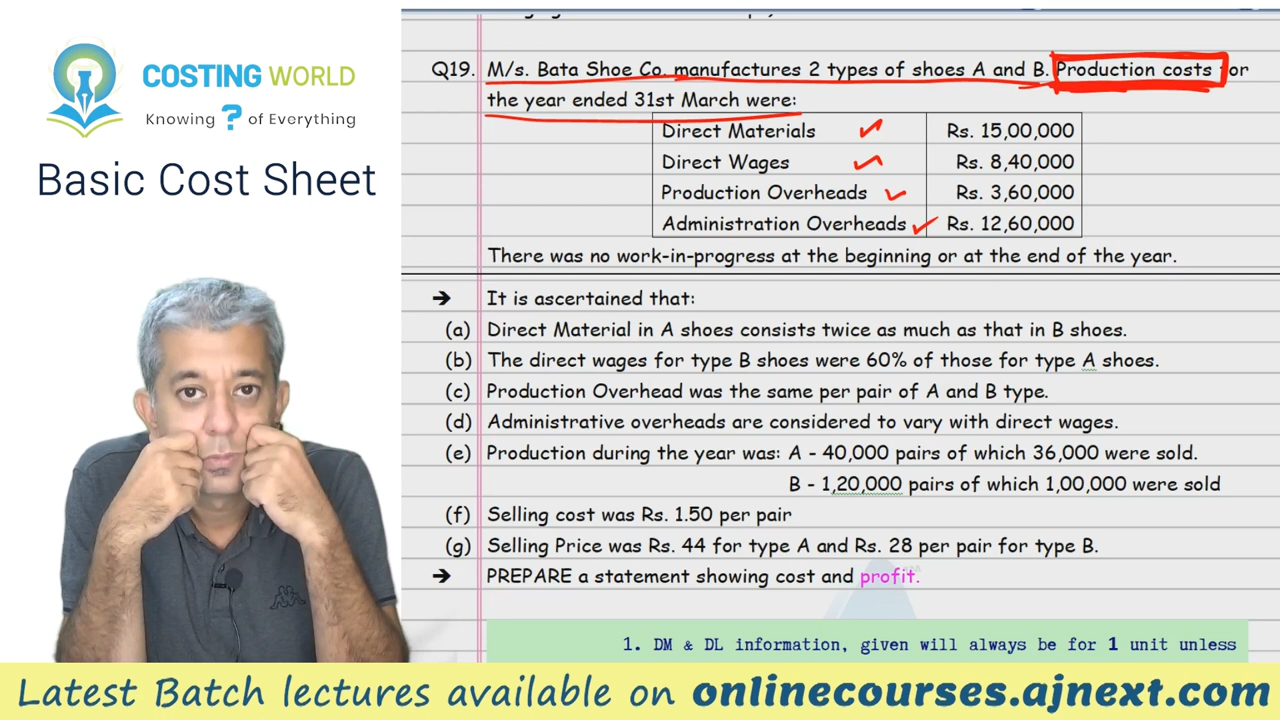 COSTING WORLD
Knowing ? of Everything
Basic Cost Sheet
Q19. M/s. Bata Shoe Co. manufactures 2 types of shoes A and B. Production costs for
the year ended 31st March were:
Direct Materials Rs. 15,00,000
Direct Wages Rs. 8,40,000
Production Overheads Rs. 3,60,000
Administration Overheads Rs. 12,60,000
There was no work-in-progress at the beginning or at the end of the year.
➔ It is ascertained that:
(a) Direct Material in A shoes consists twice as much as that in B shoes.
(b) The direct wages for type B shoes were 60% of those for type A shoes.
(c) Production Overhead was the same per pair of A and B type.
(d) Administrative overheads are considered to vary with direct wages.
(e) Production during the year was: A - 40,000 pairs of which 36,000 were sold.
B - 1,20,000 pairs of which 1,00,000 were sold
(f) Selling cost was Rs. 1.50 per pair
(g) Selling Price was Rs. 44 for type A and Rs. 28 per pair for type B.
➔ PREPARE a statement showing cost and profit.
1. DM & DL information, given will always be for 1 unit unless
Latest Batch lectures available on onlinecourses.ajnext.com